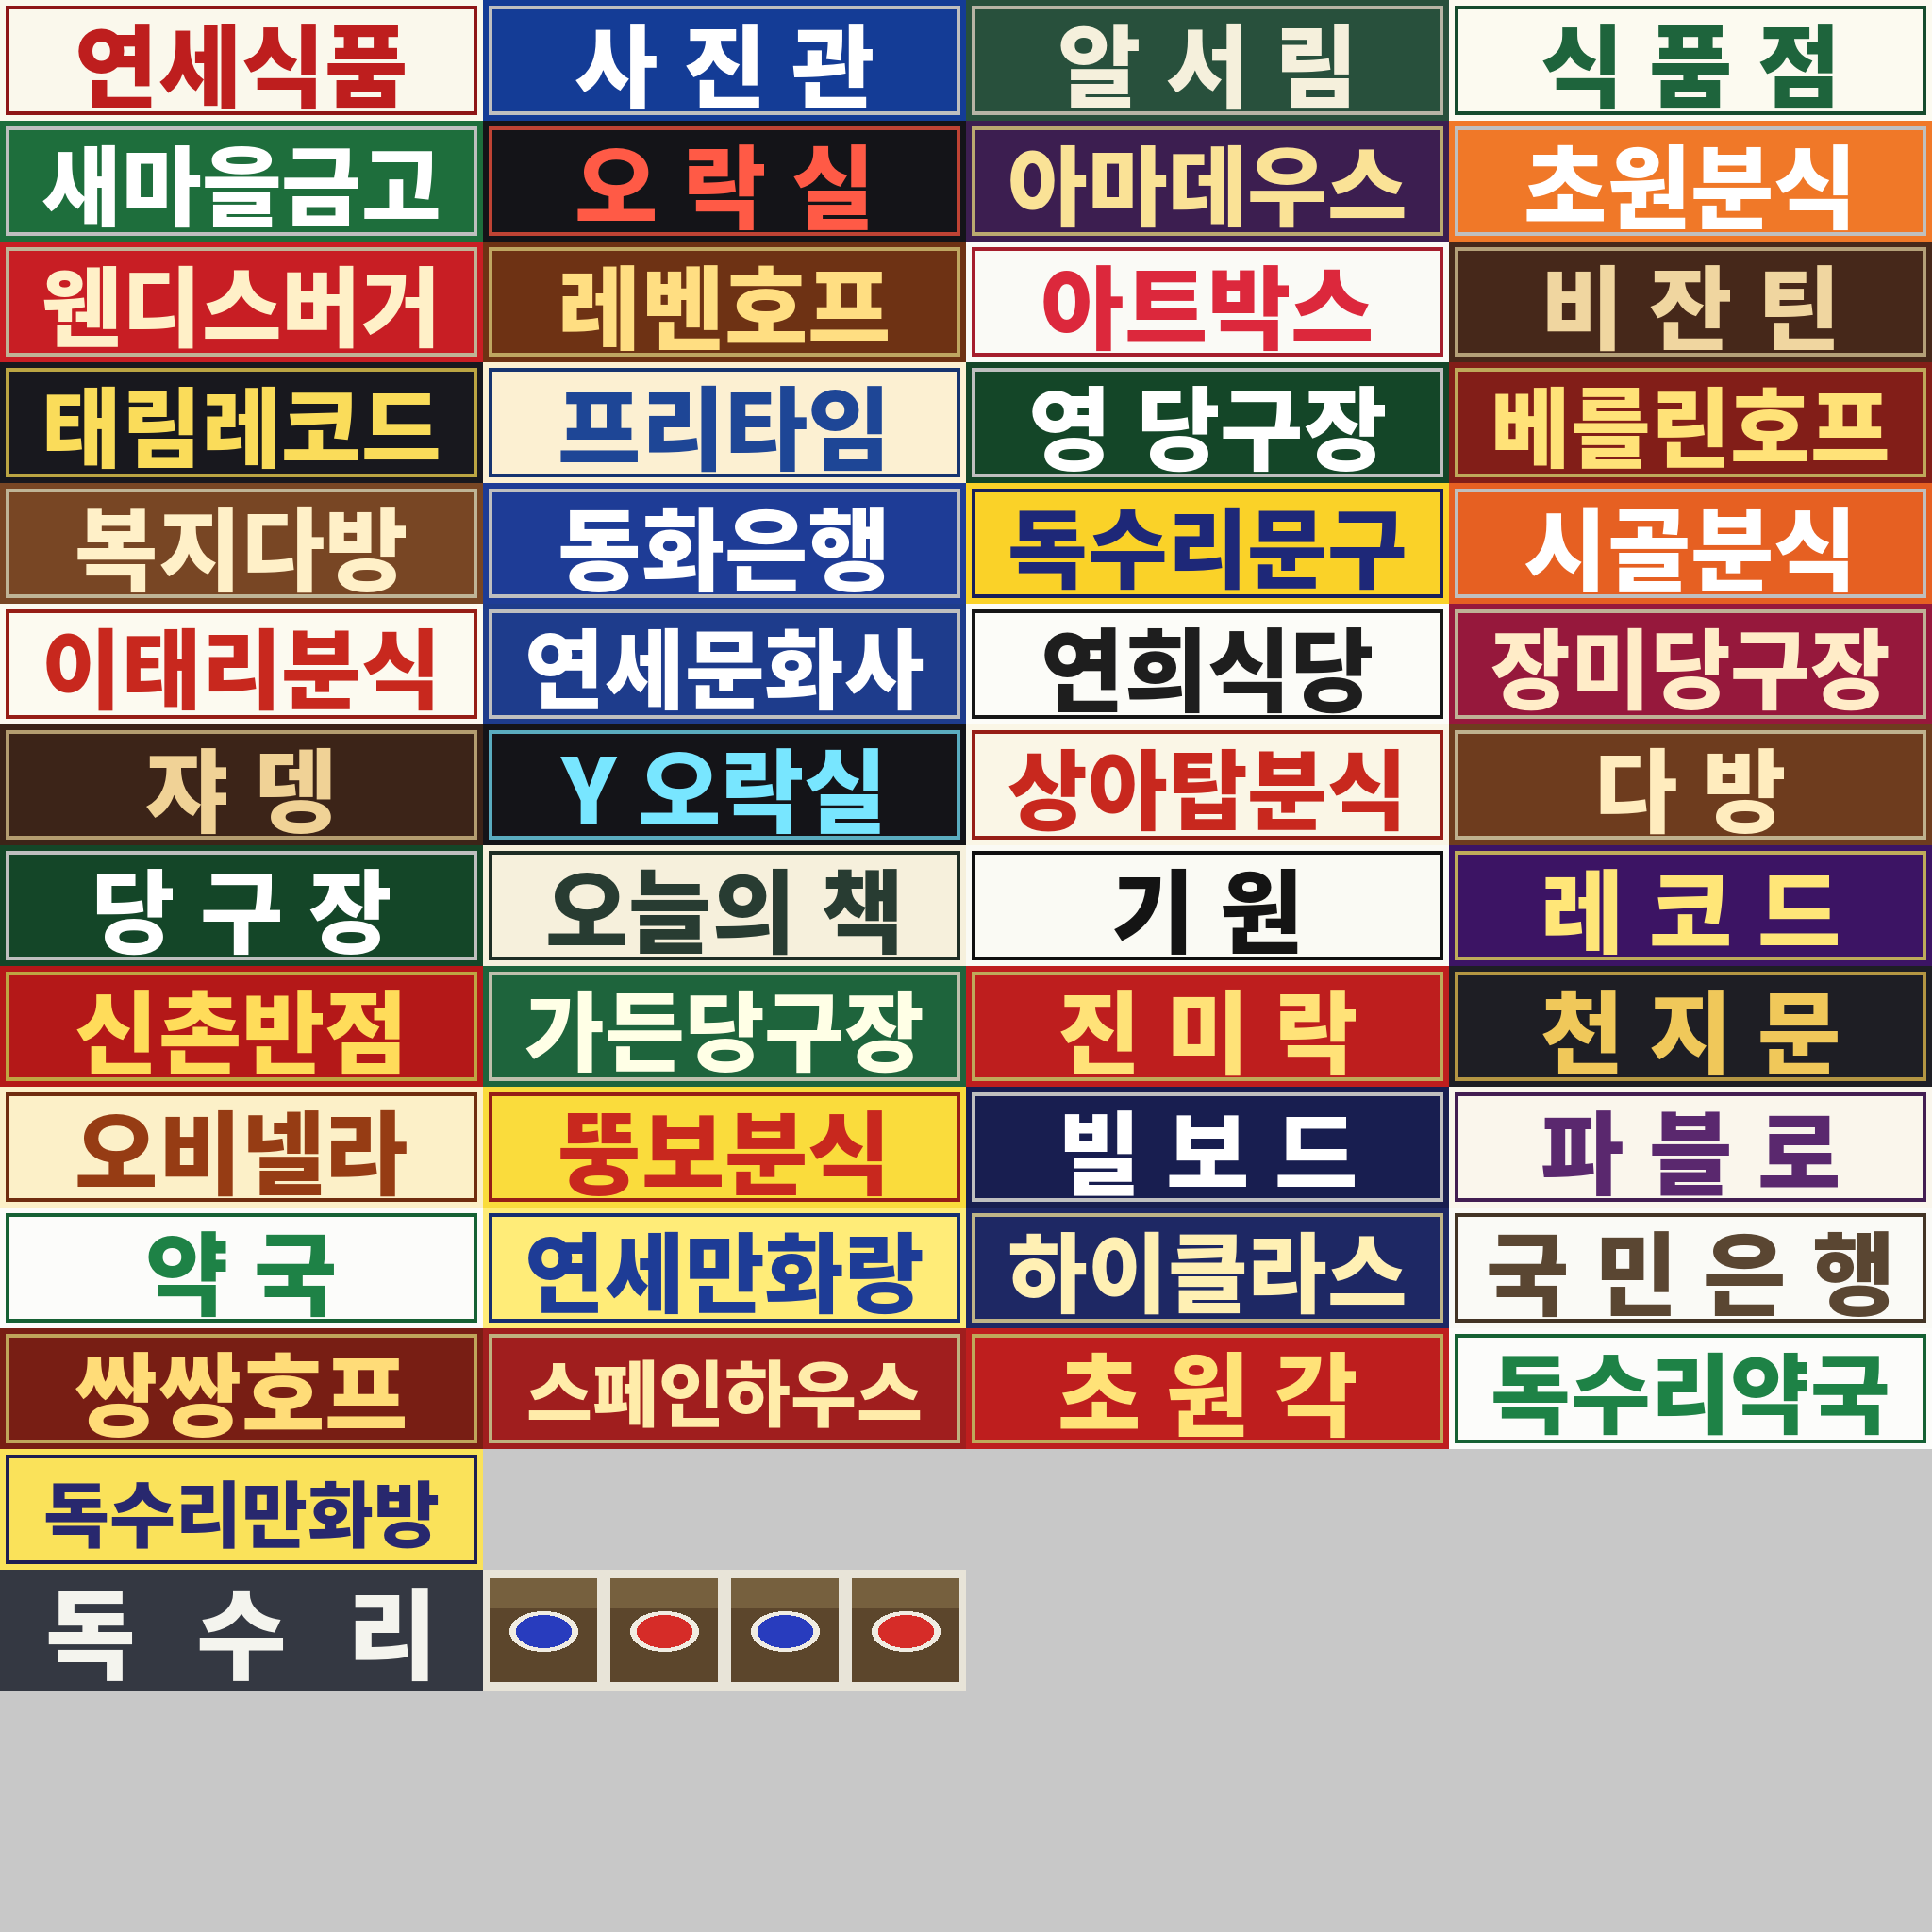 연세식품
사 진 관
알 서 림
식 품 점
새마을금고
오 락 실
아마데우스
초원분식
웬디스버거
레벤호프
아트박스
비 잔 틴
태림레코드
프리타임
영 당구장
베를린호프
복지다방
동화은행
독수리문구
시골분식
이태리분식
연세문화사
연희식당
장미당구장
쟈 뎅
Y 오락실
상아탑분식
다 방
당 구 장
오늘의 책
기 원
레 코 드
신촌반점
가든당구장
진 미 락
천 지 문
오비넬라
뚱보분식
빌 보 드
파 블 로
약 국
연세만화랑
하이클라스
국 민 은 행
쌍쌍호프
스페인하우스
초 원 각
독수리약국
독수리만화방
독 수 리